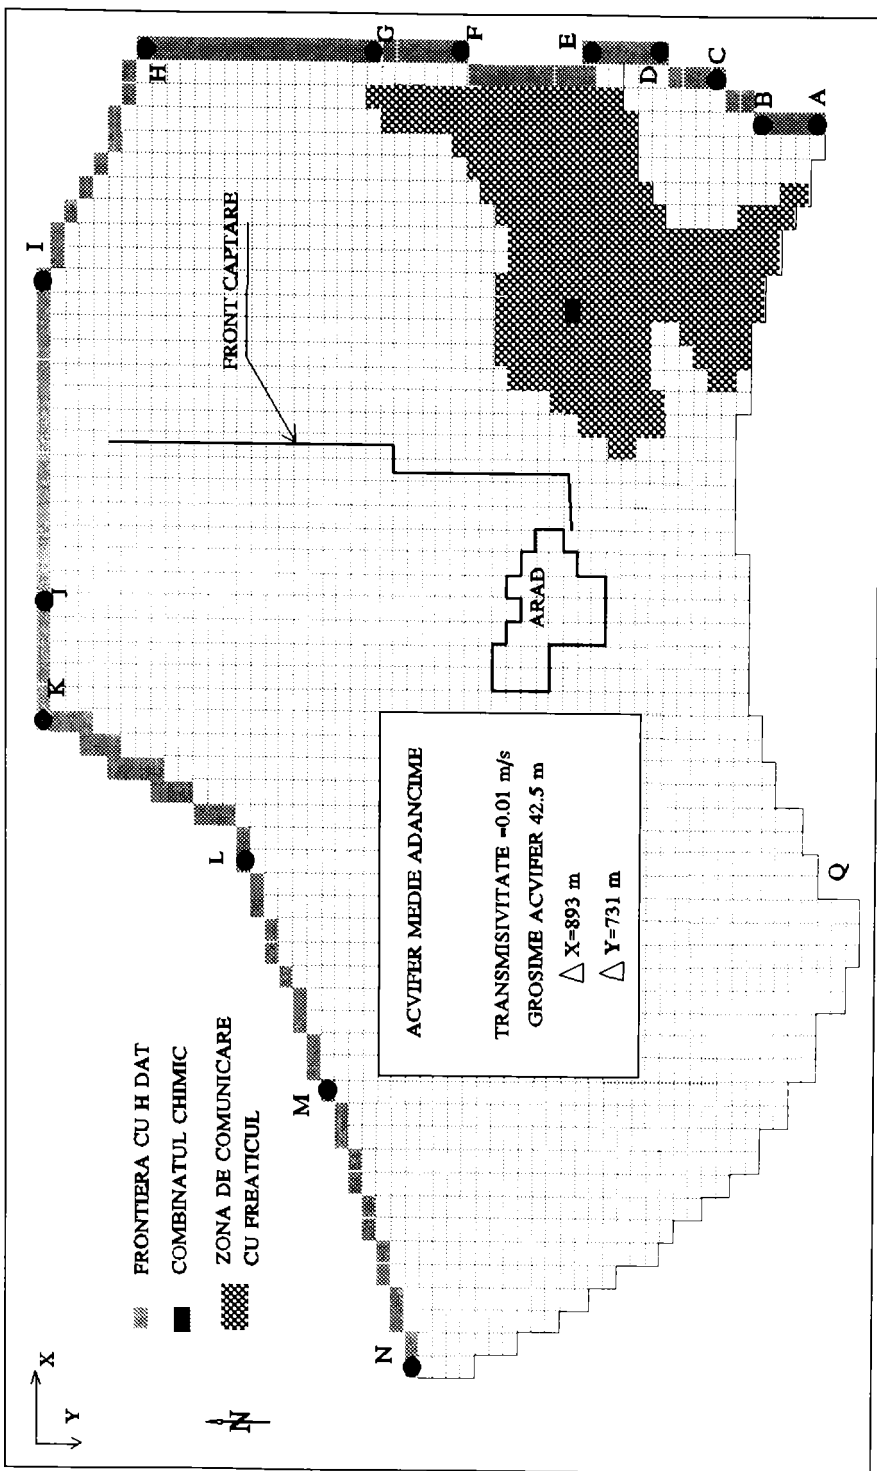 X
Y
N
FRONTIERA CU H DAT
COMBINATUL CHIMIC
ZONA DE COMUNICARE
CU FREATICUL
ACVIFER MEDIE ADANCIME
TRANSMISIVITATE =0.01 m/s
GROSIME ACVIFER 42.5 m
△ X=893 m
△ Y=731 m
ARAD
FRONT CAPTARE
A
B
C
D
E
F
G
H
I
J
K
L
M
N
Q